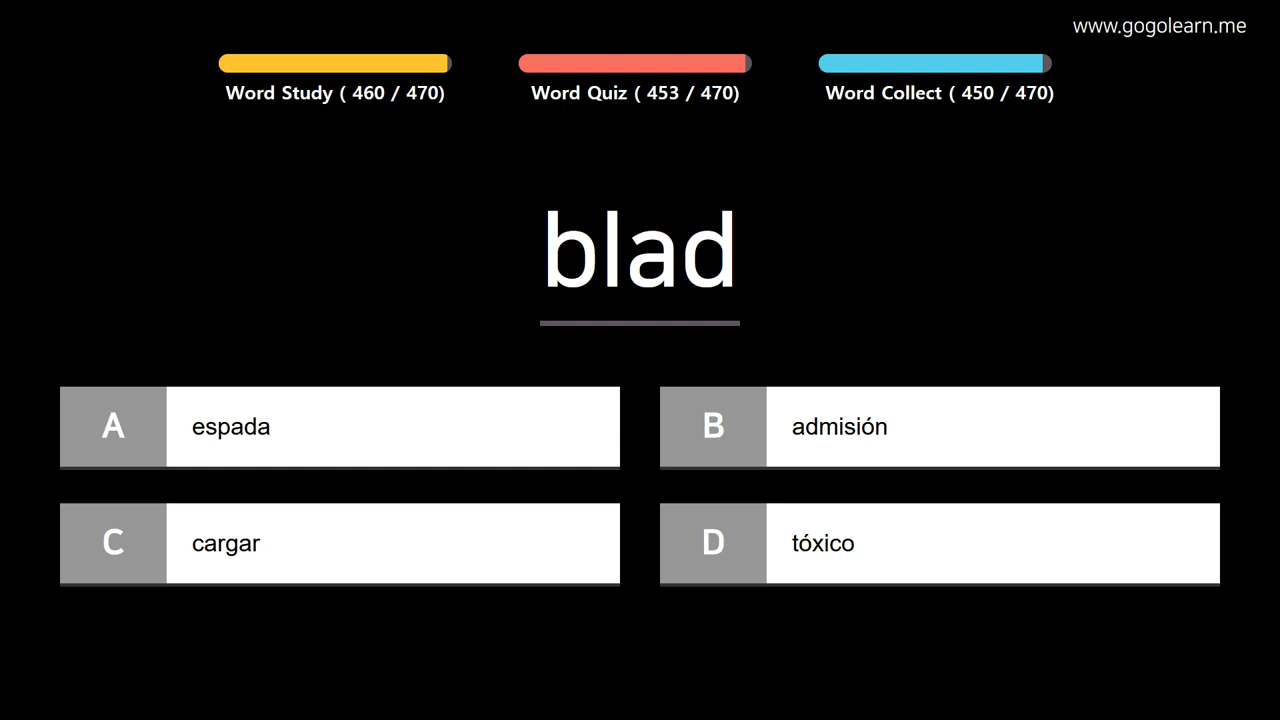 www.gogolearn.me
Word Study ( 460 / 470)
Word Quiz ( 453 / 470)
Word Collect ( 450 / 470)
blad
A
espada
B
admisión
C
cargar
D
tóxico